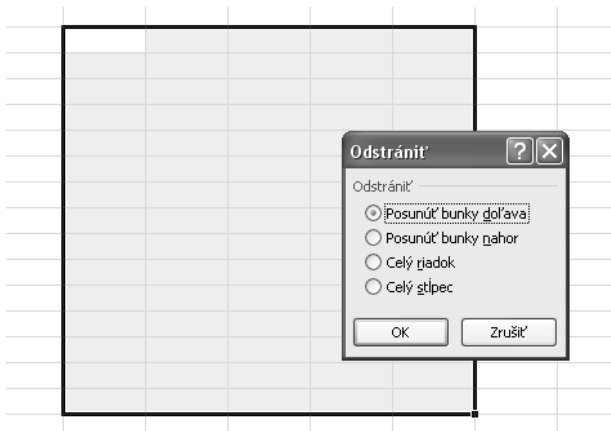 Odstrániť
Odstrániť
Posunúť bunky doľava
Posunúť bunky nahor
Celý riadok
Celý stĺpec
OK
Zrušiť